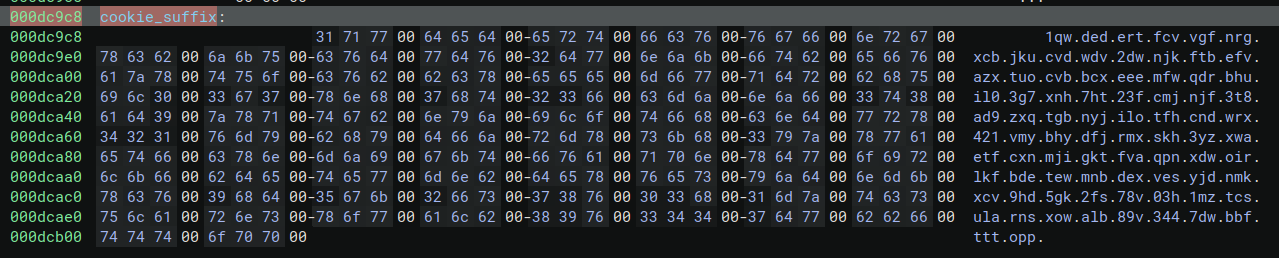 000dc9c8 cookie_suffix:
000dc9c8 31 71 77 00 64 65 64 00-65 72 74 00 66 63 76 00-76 67 66 00 6e 72 67 00 1qw.ded.ert.fcv.vgf.nrg.
000dc9e0 78 63 62 00 6a 6b 75 00-63 76 64 00 77 64 76 00-32 64 77 00 6e 6a 6b 00 66 74 62 00 65 66 76 00 xcb.jku.cvd.wdv.2dw.njk.ftb.efv.
000dca00 61 7a 78 00 74 75 6f 00-63 76 62 00 62 63 78 00-65 65 65 00 6d 66 77 00-71 64 72 00 62 68 75 00 azx.tuo.cvb.bcx.eee.mfw.qdr.bhu.
000dca20 69 6c 30 00 33 67 37 00-78 6e 68 00 37 68 74 00-32 33 66 00 63 6d 6a 00-6e 6a 66 00 33 74 38 00 il0.3g7.xnh.7ht.23f.cmj.njf.3t8.
000dca40 61 64 39 00 7a 78 71 00-74 67 62 00 6e 79 6a 00-69 6c 6f 00 74 66 68 00-63 6e 64 00 77 72 78 00 ad9.zxq.tgb.nyj.ilo.tfh.cnd.wrx.
000dca60 34 32 31 00 76 6d 79 00-62 68 79 00 64 66 6a 00-72 6d 78 00 73 6b 68 00-33 79 7a 00 78 77 61 00 421.vmy.bhy.dfj.rmx.skh.3yz.xwa.
000dca80 65 74 66 00 63 78 6e 00-6d 6a 69 00 67 6b 74 00-66 76 61 00 71 70 6e 00-78 64 77 00 6f 69 72 00 etf.cxn.mji.gkt.fva.qpn.xdw.oir.
000dcaa0 6c 6b 66 00 62 64 65 00-74 65 77 00 6d 6e 62 00-64 65 78 00 76 65 73 00-79 6a 64 00 6e 6d 6b 00 lkf.bde.tew.mnb.dex.ves.yjd.nmk.
000dcac0 78 63 76 00 39 68 64 00-35 67 6b 00 32 66 73 00-37 38 76 00 30 33 68 00-31 6d 7a 00 74 63 73 00 xcv.9hd.5gk.2fs.78v.03h.1mz.tcs.
000dcae0 75 6c 61 00 72 6e 73 00-78 6f 77 00 61 6c 62 00-38 39 76 00 33 34 34 00-37 64 77 00 62 62 66 00 ula.rns.xow.alb.89v.344.7dw.bbf.
000dcb00 74 74 74 00 6f 70 70 00 ttt.opp.